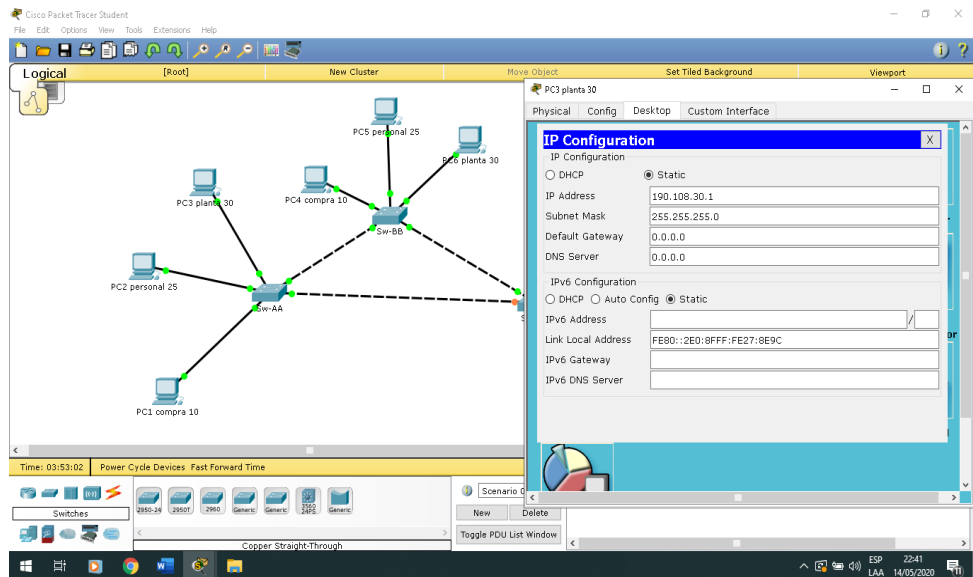 Cisco Packet Tracer Student
File Edit Options View Tools Extensions Help
Logical [Root] New Cluster Move Object Set Tiled Background Viewport
PC3 planta 30
Physical Config Desktop Custom Interface
IP Configuration X
IP Configuration
DHCP Static
IP Address 190.108.30.1
Subnet Mask 255.255.255.0
Default Gateway 0.0.0.0
DNS Server 0.0.0.0
IPv6 Configuration
DHCP Auto Config Static
IPv6 Address /
Link Local Address FE80::2E0:8FFF:FE27:8E9C
IPv6 Gateway
IPv6 DNS Server
PC5 personal 25
PC6 planta 30
PC4 compra 10
PC3 planta 30
Sw-BB
PC2 personal 25
Sw-AA
PC1 compra 10
Time: 03:53:02 Power Cycle Devices Fast Forward Time
Switches
2950-24 2950T 2960 Generic Generic 3560 24PS Generic
Copper Straight-Through
Scenario 0
New Delete
Toggle PDU List Window
ESP 22:41
LAA 14/05/2020